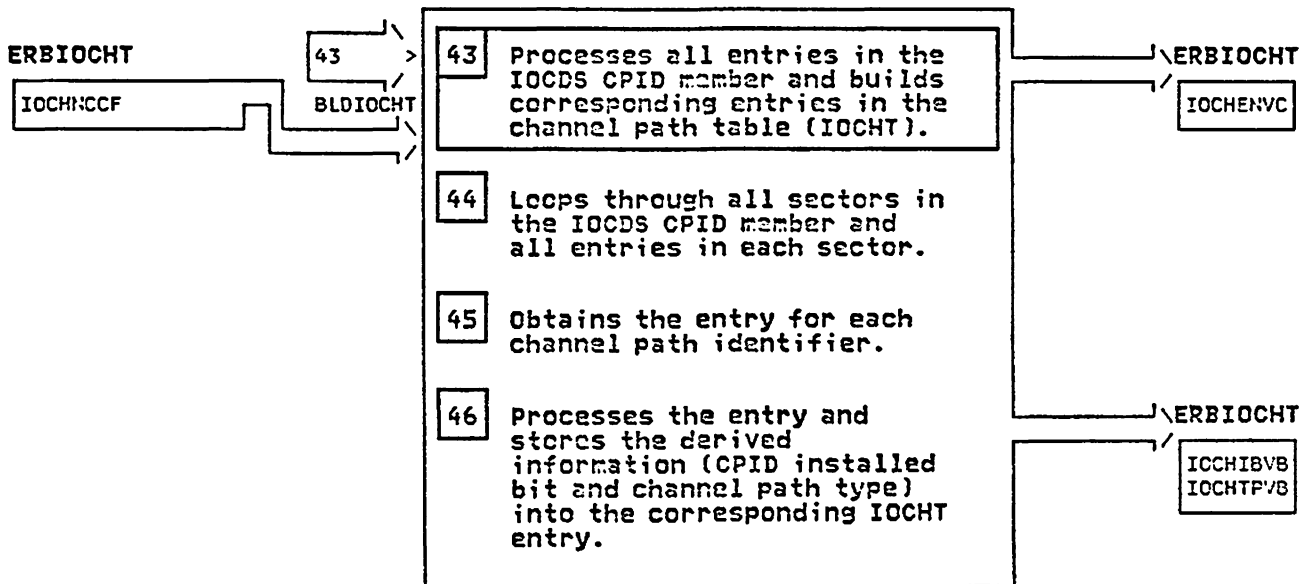 ERBIOCHT
IOCHNCCF
43
BLDIOCHT
43 Processes all entries in the
IOCDS CPID member and builds
corresponding entries in the
channel path table (IOCHT).
ERBIOCHT
IOCHENVC
44 Loops through all sectors in
the IOCDS CPID member and
all entries in each sector.
45 Obtains the entry for each
channel path identifier.
46 Processes the entry and
stores the derived
information (CPID installed
bit and channel path type)
into the corresponding IOCHT
entry.
ERBIOCHT
IOCHIBVB
IOCHTPVB